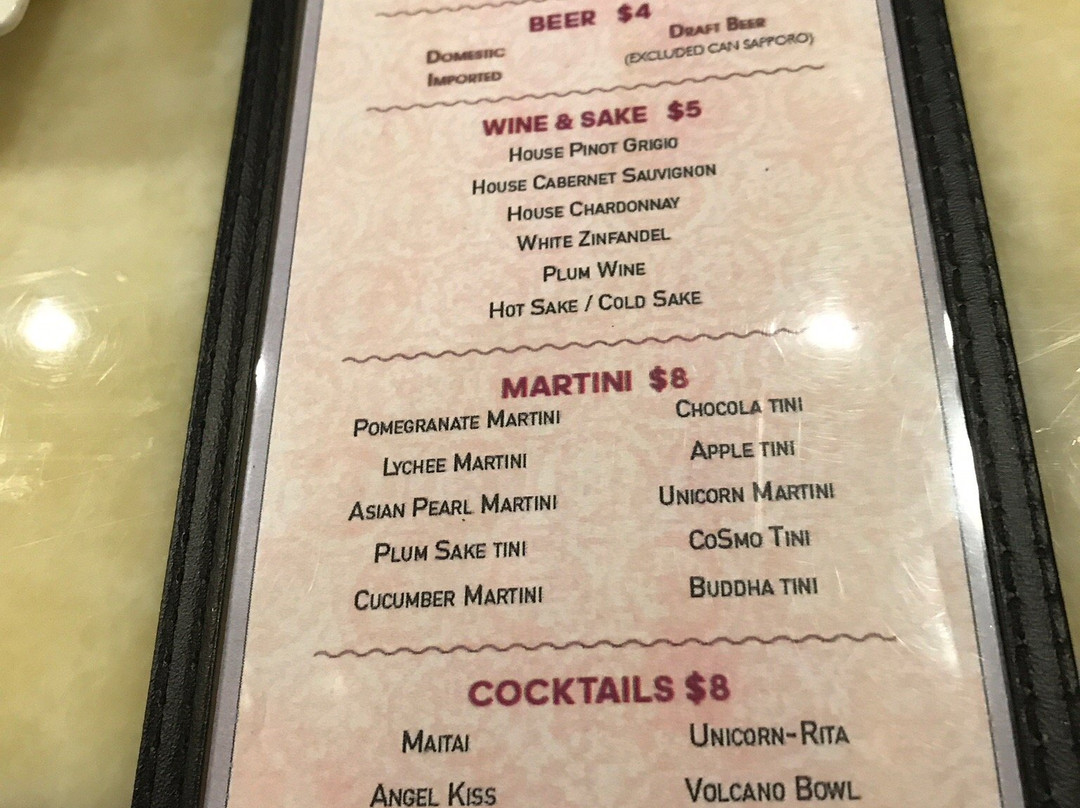 BEER $4
DOMESTIC
IMPORTED
DRAFT BEER
(EXCLUDED CAN SAPPORO)
WINE & SAKE $5
HOUSE PINOT GRIGIO
HOUSE CABERNET SAUVIGNON
HOUSE CHARDONNAY
WHITE ZINFANDEL
PLUM WINE
HOT SAKE / COLD SAKE
MARTINI $8
POMEGRANATE MARTINI
LYCHEE MARTINI
ASIAN PEARL MARTINI
PLUM SAKE TINI
CUCUMBER MARTINI
CHOCOLA TINI
APPLE TINI
UNICORN MARTINI
COSMO TINI
BUDDHA TINI
COCKTAILS $8
MAITAI
ANGEL KISS
UNICORN-RITA
VOLCANO BOWL